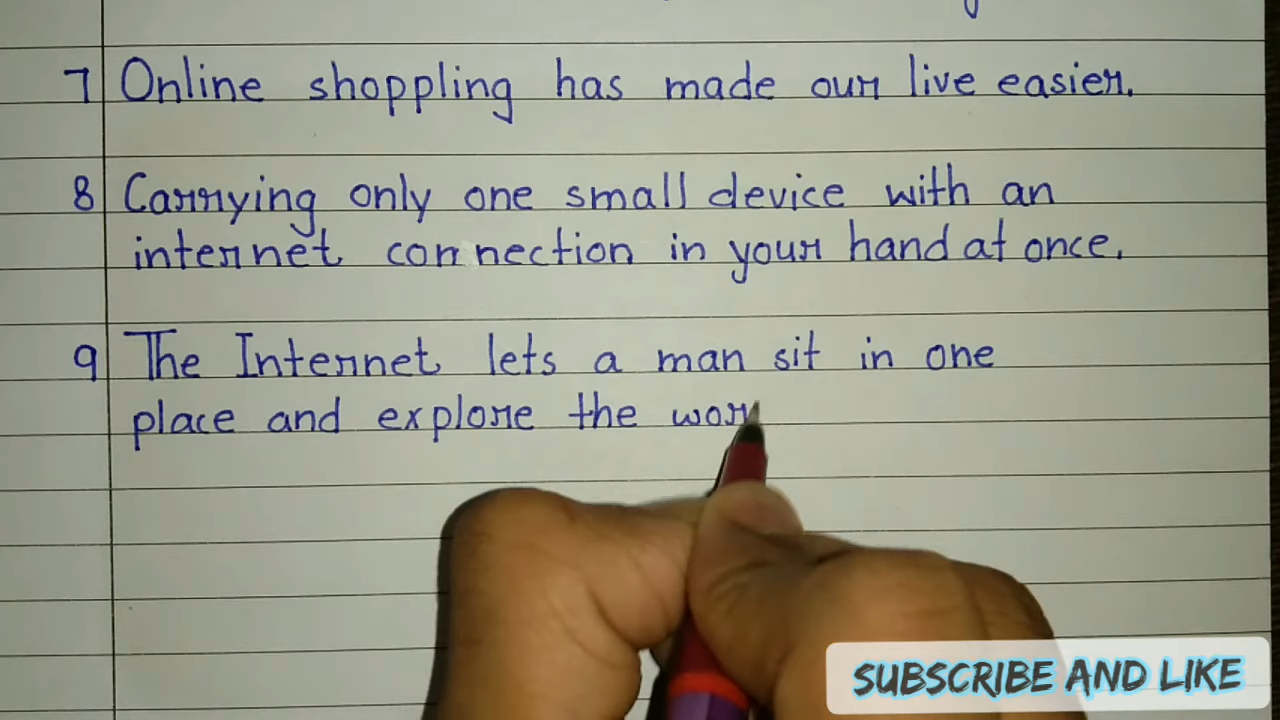 7 Online shoppling has made our live easier.
8 Carrying only one small device with an
internet connection in your hand at once.
9 The Internet lets a man sit in one
place and explore the wor
SUBSCRIBE AND LIKE